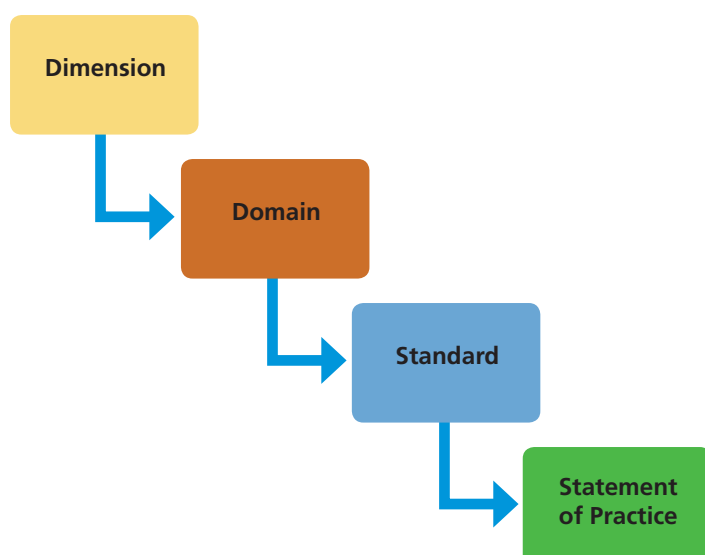 Dimension
Domain
Standard
Statement
of Practice